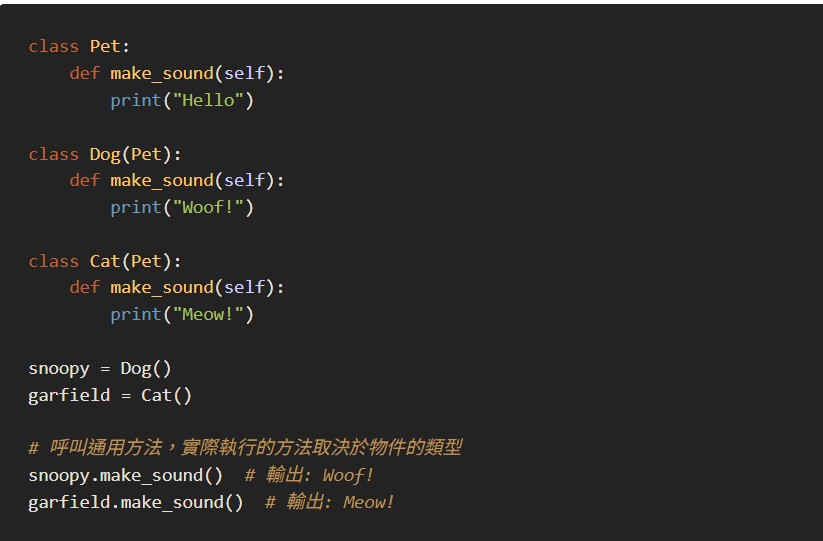 class Pet:
    def make_sound(self):
        print("Hello")

class Dog(Pet):
    def make_sound(self):
        print("Woof!")

class Cat(Pet):
    def make_sound(self):
        print("Meow!")

snoopy = Dog()
garfield = Cat()

# 呼叫通用方法，實際執行的方法取決於物件的類型
snoopy.make_sound()  # 輸出: Woof!
garfield.make_sound()  # 輸出: Meow!